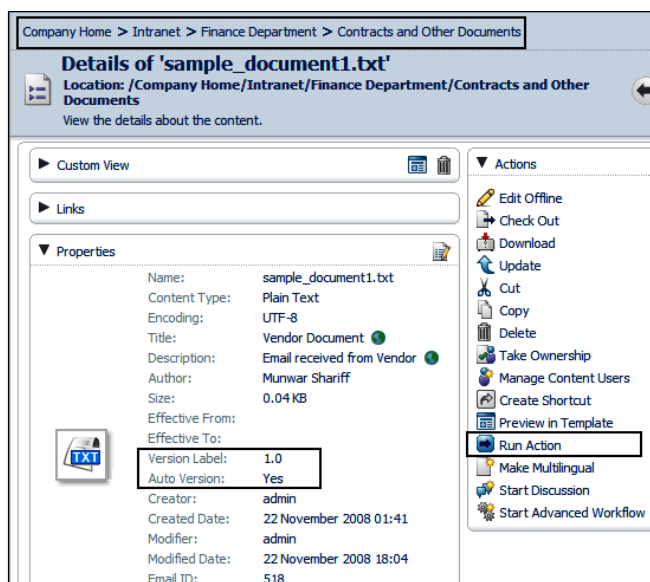 Company Home > Intranet > Finance Department > Contracts and Other Documents
Details of 'sample_document1.txt'
Location: /Company Home/Intranet/Finance Department/Contracts and Other
Documents
View the details about the content.
Custom View
Links
Properties
Name: sample_document1.txt
Content Type: Plain Text
Encoding: UTF-8
Title: Vendor Document
Description: Email received from Vendor
Author: Munwar Shariff
Size: 0.04 KB
Effective From:
Effective To:
TXT
Version Label: 1.0
Auto Version: Yes
Creator: admin
Created Date: 22 November 2008 01:41
Modifier: admin
Modified Date: 22 November 2008 18:04
Email ID: 518
Actions
Edit Offline
Check Out
Download
Update
Cut
Copy
Delete
Take Ownership
Manage Content Users
Create Shortcut
Preview in Template
Run Action
Make Multilingual
Start Discussion
Start Advanced Workflow